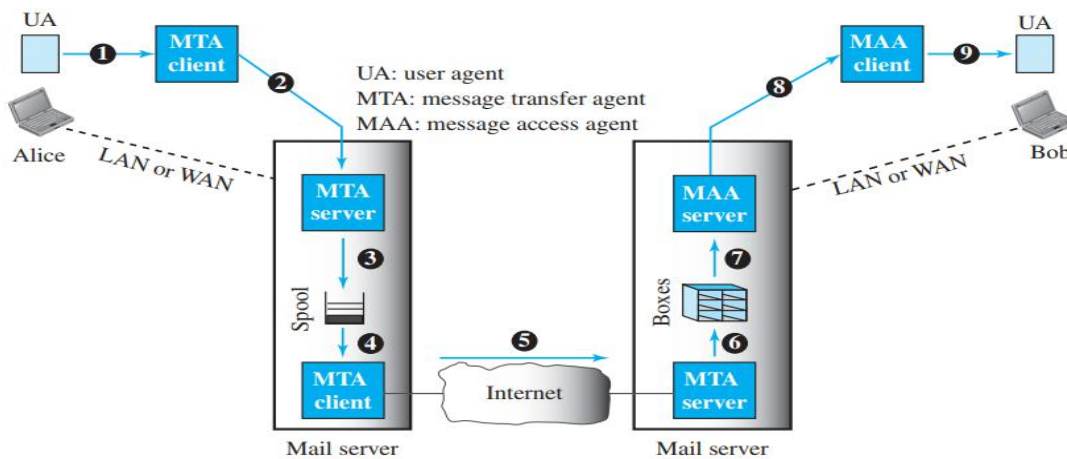 UA
1
MTA
client
2
UA: user agent
MTA: message transfer agent
MAA: message access agent
8
MAA
client
9
UA
Alice
LAN or WAN
Bob
LAN or WAN
MTA
server
3
Spool
4
MTA
client
Mail server
5
Internet
MAA
server
7
Boxes
6
MTA
server
Mail server